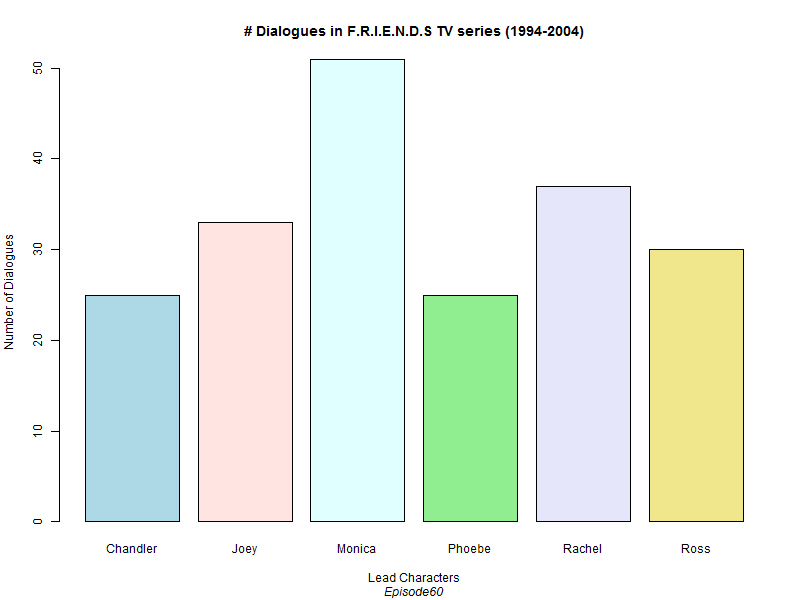 # Dialogues in F.R.I.E.N.D.S TV series (1994-2004)
50
40
30
20
10
0
Number of Dialogues
Chandler Joey Monica Phoebe Rachel Ross
Lead Characters
Episode60